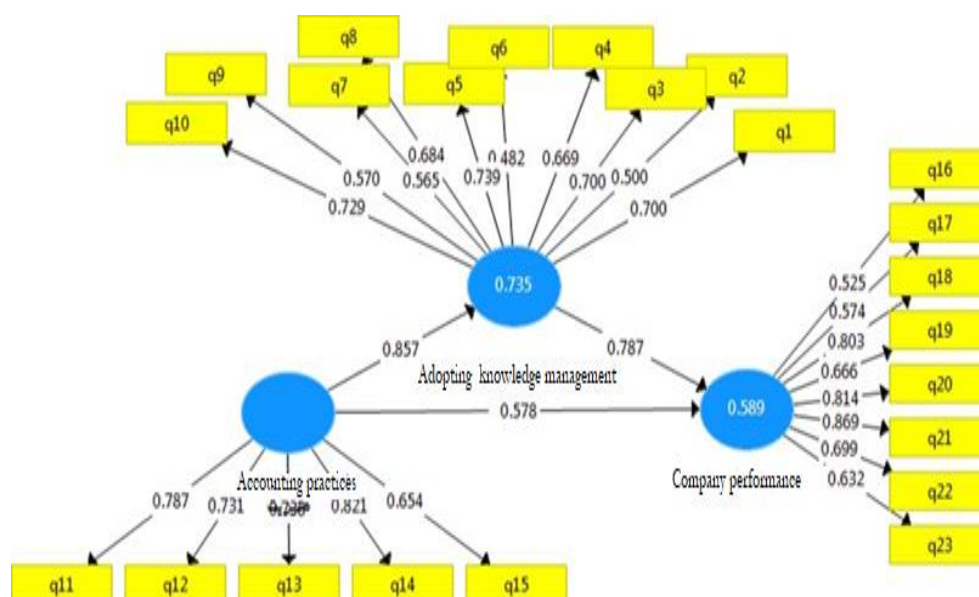 q8
q6
q4
q9
q7
q5
q3
q2
q10
q1
0.684
0.482
0.669
0.570
0.565
0.739
0.700
0.500
0.729
0.700
q16
q17
q18
q19
q20
q21
q22
q23
0.525
0.574
0.803
0.666
0.814
0.869
0.699
0.632
0.735
0.857
0.787
Adopting knowledge management
0.578
0.589
Accounting practices
Company performance
0.787
0.731
0.821
0.654
q11
q12
q13
q14
q15